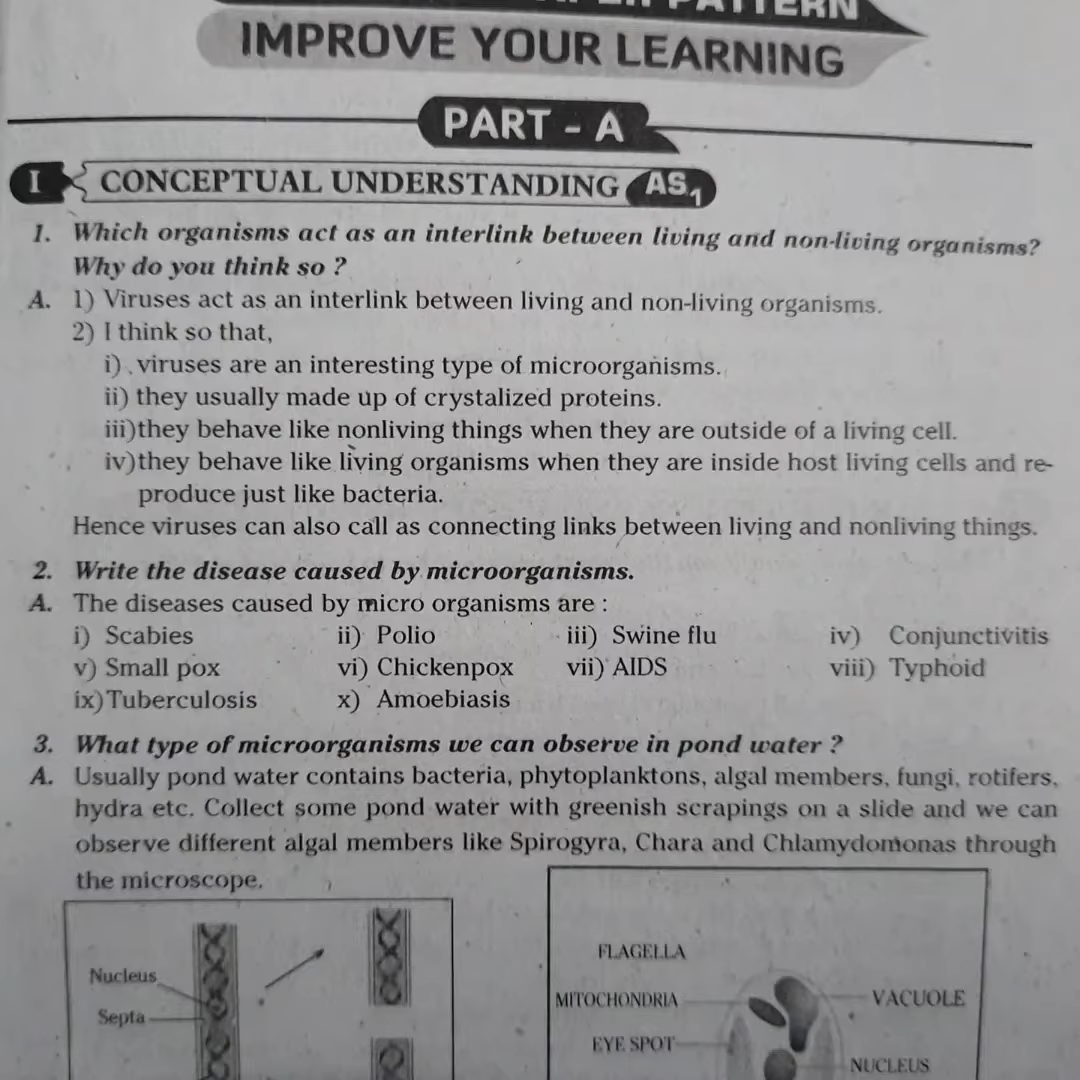 PATTERN
IMPROVE YOUR LEARNING
PART - A
I CONCEPTUAL UNDERSTANDING AS1
1. Which organisms act as an interlink between living and non-living organisms?
Why do you think so ?
A. 1) Viruses act as an interlink between living and non-living organisms.
2) I think so that,
i) viruses are an interesting type of microorganisms.
ii) they usually made up of crystalized proteins.
iii)they behave like nonliving things when they are outside of a living cell.
iv)they behave like living organisms when they are inside host living cells and re-
produce just like bacteria.
Hence viruses can also call as connecting links between living and nonliving things.
2. Write the disease caused by microorganisms.
A. The diseases caused by micro organisms are :
i) Scabies ii) Polio iii) Swine flu iv) Conjunctivitis
v) Small pox vi) Chickenpox vii) AIDS viii) Typhoid
ix)Tuberculosis x) Amoebiasis
3. What type of microorganisms we can observe in pond water ?
A. Usually pond water contains bacteria, phytoplanktons, algal members, fungi, rotifers,
hydra etc. Collect some pond water with greenish scrapings on a slide and we can
observe different algal members like Spirogyra, Chara and Chlamydomonas through
the microscope.
Nucleus
Septa
FLAGELLA
MITOCHONDRIA
VACUOLE
EYE SPOT
NUCLEUS